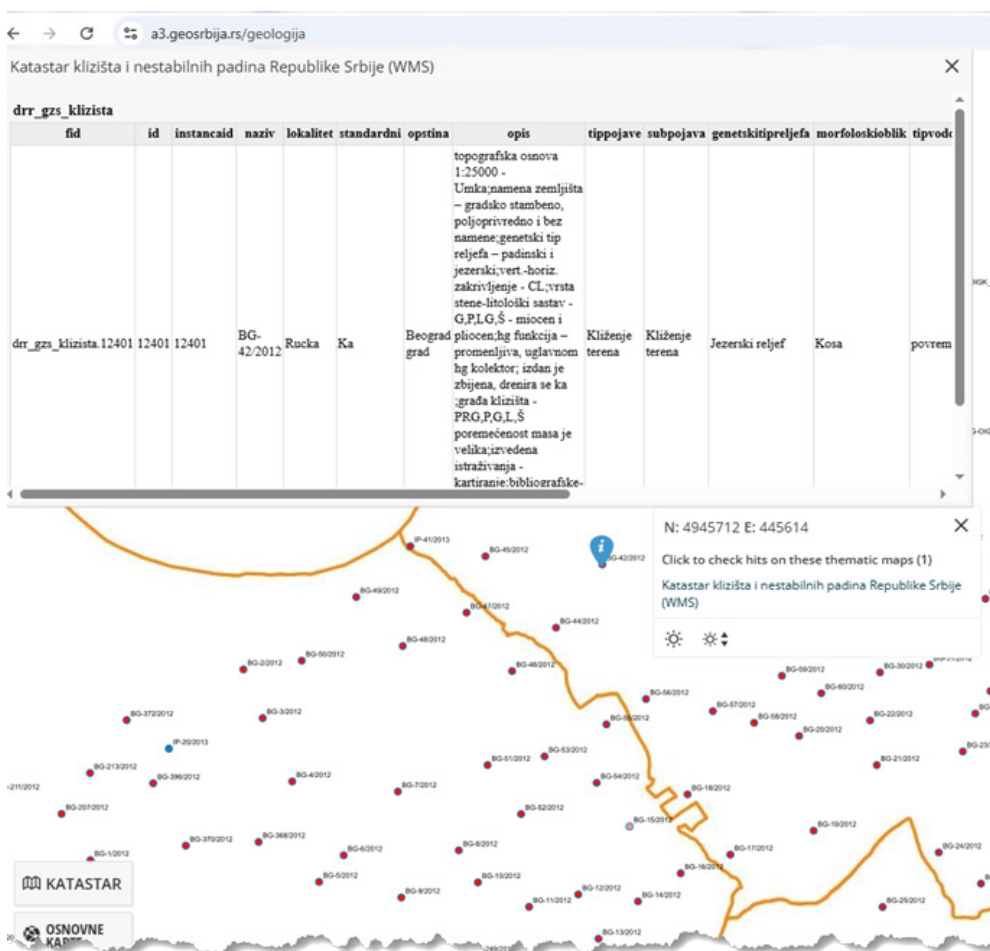 a3.geosrbija.rs/geologija
Katastar klizišta i nestabilnih padina Republike Srbije (WMS)
drr_gzs_klizista
fid id instancaid naziv lokalitet standardni opstina opis tippojave subpojava genetskitipreljefa morfoloskioblik tipvode
drr_gzs_klizista.12401 12401 12401 BG-42/2012 Rucka Ka Beograd grad
topografska osnova
1:25000 -
Umka;namena zemljišta
– gradsko stambeno,
poljoprivredno i bez
namene;genetski tip
reljefa – padinski i
jezerski;vert.-horiz.
zakrivljenje - CL;vrsta
stene-litološki sastav -
G,P,LG,Š - miocen i
pliocen;hg funkcija –
promenljiva, uglavnom
hg kolektor; izdan je
zbijena, drenira se ka
;građa klizišta -
PRG,P,G,L,Š
poremećenost masa je
velika;izvedena
istraživanja -
kartiranje;bibliografske-
Kliženje terena Kliženje terena Jezerski reljef Kosa povrem
N: 4945712 E: 445614
Click to check hits on these thematic maps (1)
Katastar klizišta i nestabilnih padina Republike Srbije
(WMS)
IP-41/2013
BG-45/2012
BG-42/2012
BG-49/2012
BG-47/2012
BG-44/2012
BG-48/2012
BG-50/2012
BG-2/2012
BG-46/2012
BG-59/2012
BG-30/2012
BG-60/2012
BG-56/2012
BG-57/2012
BG-58/2012
BG-22/2012
BG-20/2012
BG-372/2012
BG-3/2012
BG-55/2012
IP-20/2013
BG-53/2012
BG-51/2012
BG-21/2012
BG-213/2012
BG-396/2012
BG-4/2012
BG-54/2012
BG-7/2012
-211/2012
BG-18/2012
BG-207/2012
BG-52/2012
BG-15/2012
BG-19/2012
BG-370/2012
BG-368/2012
BG-6/2012
BG-8/2012
BG-17/2012
BG-24/2012
BG-1/2012
BG-16/2012
BG-5/2012
BG-10/2012
BG-9/2012
BG-12/2012
BG-11/2012
BG-14/2012
BG-25/2012
BG-13/2012
KATASTAR
OSNOVNE
KARTE